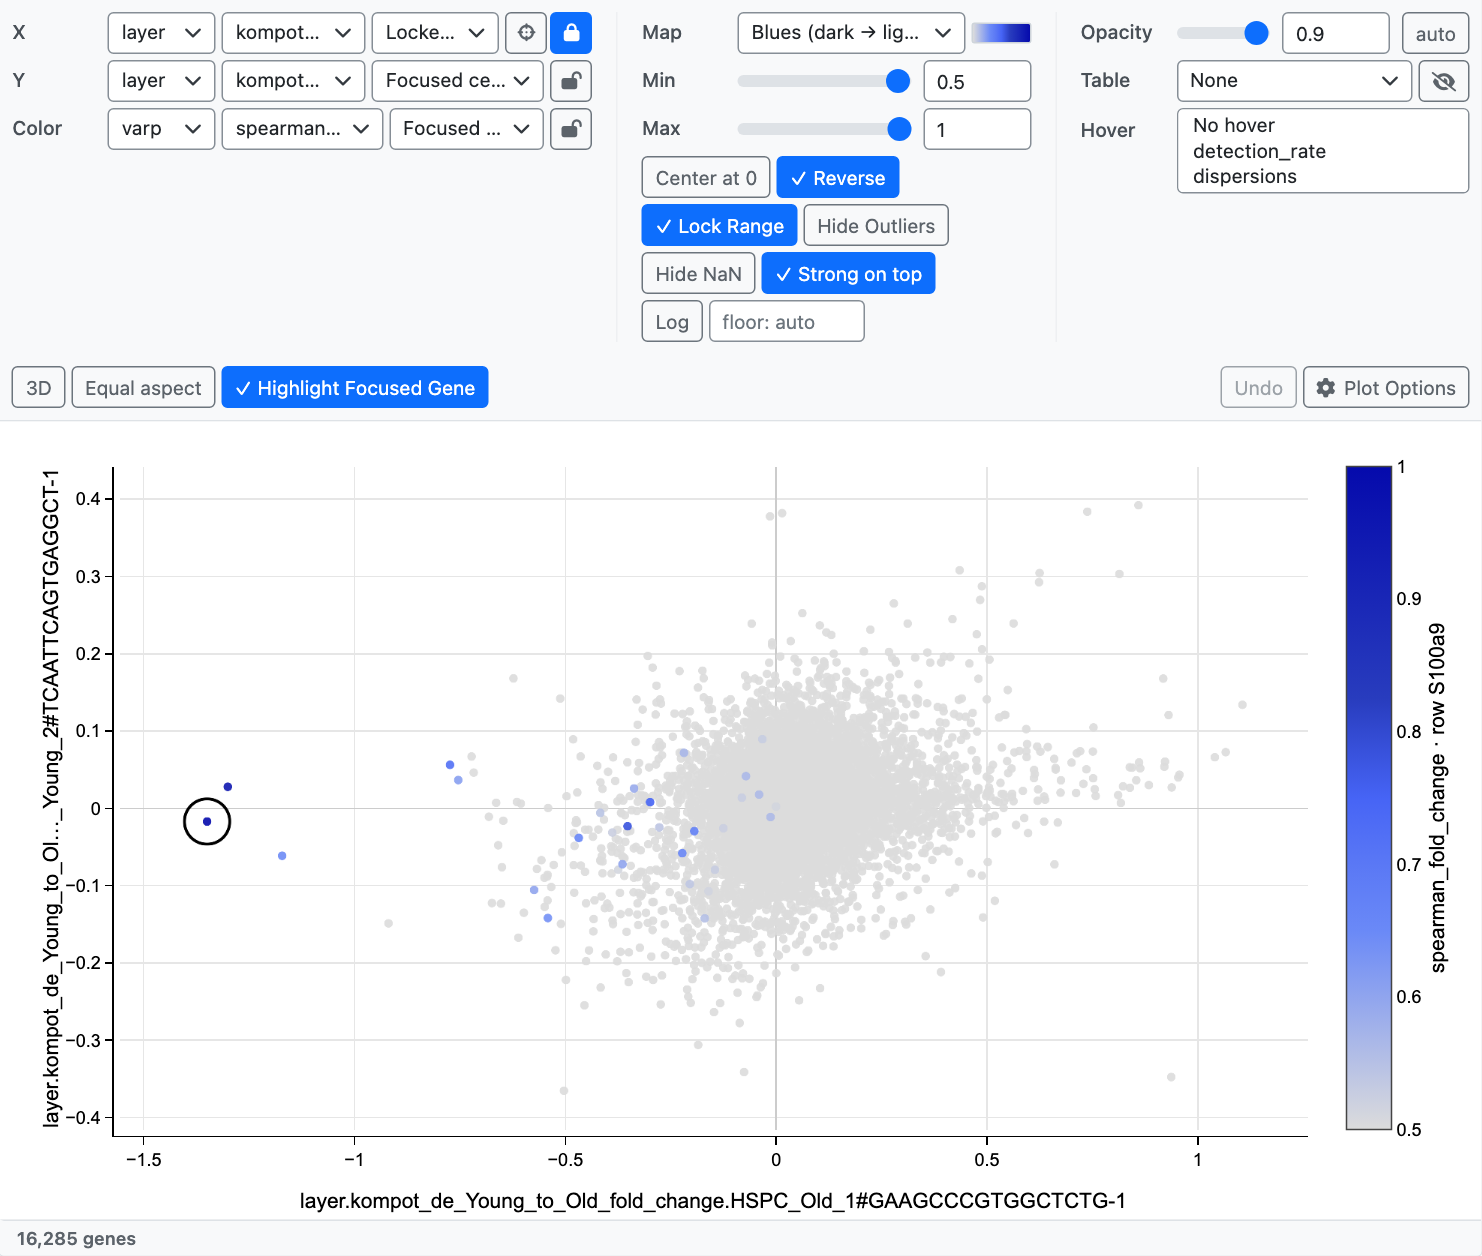 X layer kompot... Locke...
Y layer kompot... Focused ce...
Color varp spearman... Focused ...
Map Blues (dark → lig...
Min 0.5
Max 1
Center at 0 ✓ Reverse
✓ Lock Range Hide Outliers
Hide NaN ✓ Strong on top
Log floor: auto
Opacity 0.9 auto
Table None
Hover No hover
detection_rate
dispersions
3D Equal aspect ✓ Highlight Focused Gene Undo Plot Options
layer.kompot_de_Young_to_Ol..._Young_2#TCAATTCAGTGAGGCT-1
0.4
0.3
0.2
0.1
0
−0.1
−0.2
−0.3
−0.4
−1.5 −1 −0.5 0 0.5 1
layer.kompot_de_Young_to_Old_fold_change.HSPC_Old_1#GAAGCCCGTGGCTCTG-1
1
0.9
0.8
0.7
0.6
0.5
spearman_fold_change · row S100a9
16,285 genes